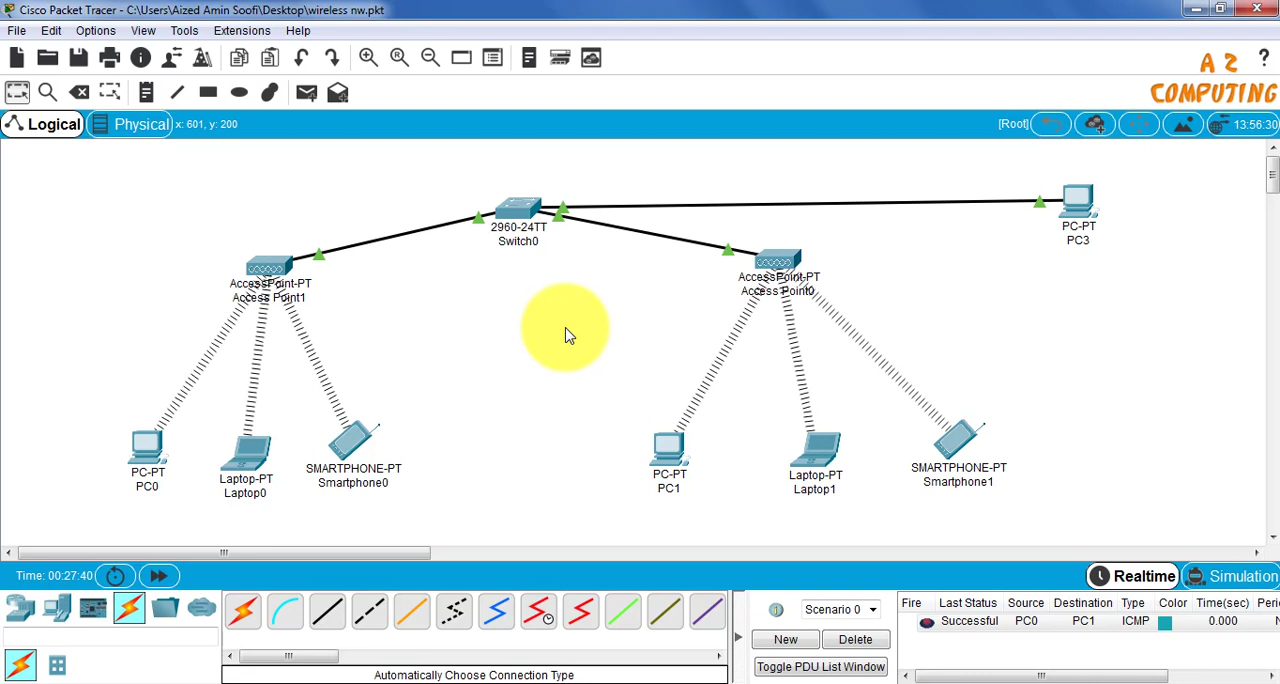 Cisco Packet Tracer - C:\Users\Aized Amin Soofi\Desktop\wireless nw.pkt
File Edit Options View Tools Extensions Help
A Z
COMPUTING
?
Logical Physical x: 601, y: 200 [Root] 13:56:30
2960-24TT
Switch0
PC-PT
PC3
AccessPoint-PT
Access Point1
AccessPoint-PT
Access Point0
PC-PT
PC0
Laptop-PT
Laptop0
SMARTPHONE-PT
Smartphone0
PC-PT
PC1
Laptop-PT
Laptop1
SMARTPHONE-PT
Smartphone1
Time: 00:27:40 Realtime Simulation
Scenario 0
New Delete
Toggle PDU List Window
Fire Last Status Source Destination Type Color Time(sec) Peri
Successful PC0 PC1 ICMP 0.000
Automatically Choose Connection Type